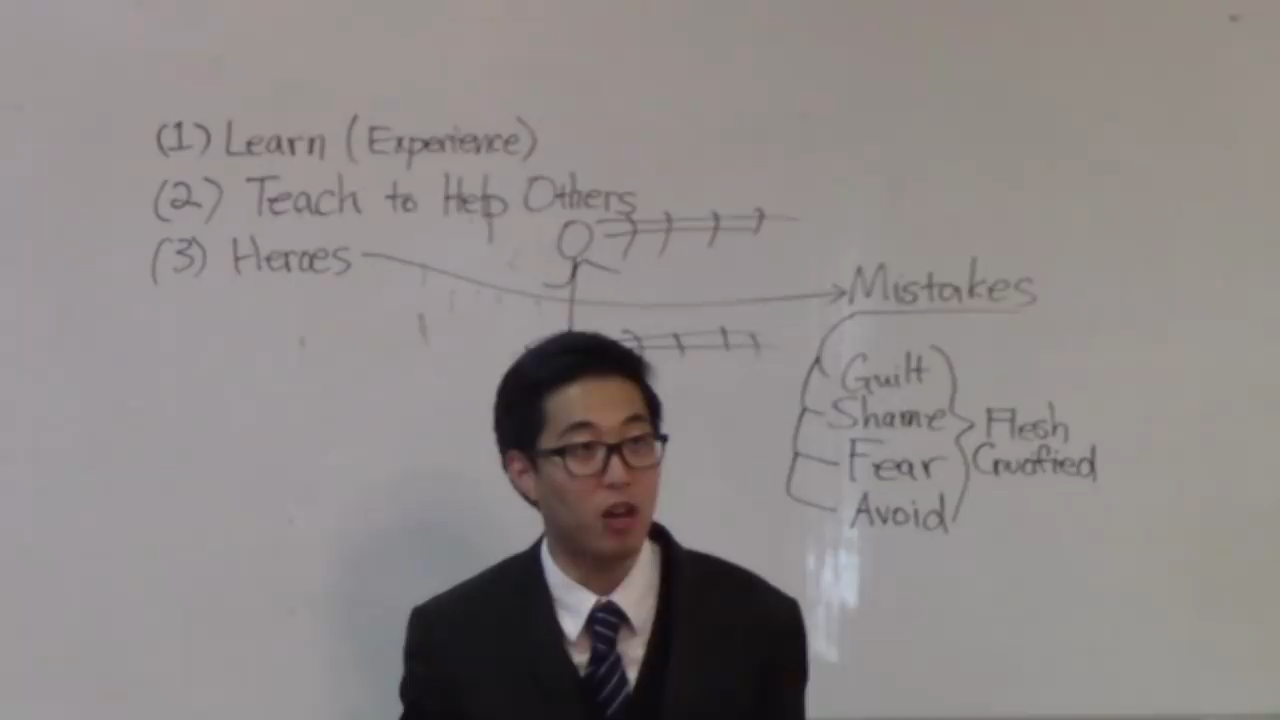 (1) Learn (Experience)
(2) Teach to Help Others
(3) Heroes
Mistakes
Guilt
Shame
Fear
Avoid
Flesh
Crucified